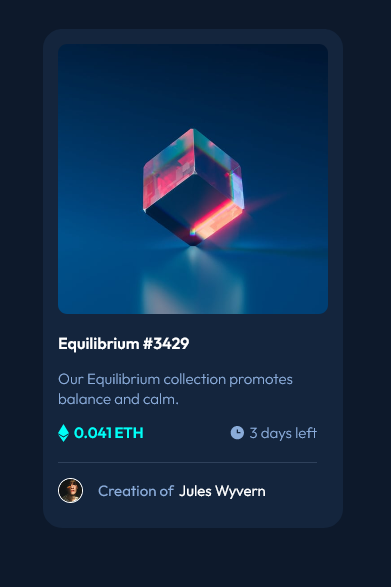 Equilibrium #3429
Our Equilibrium collection promotes
balance and calm.
0.041 ETH
3 days left
Creation of Jules Wyvern